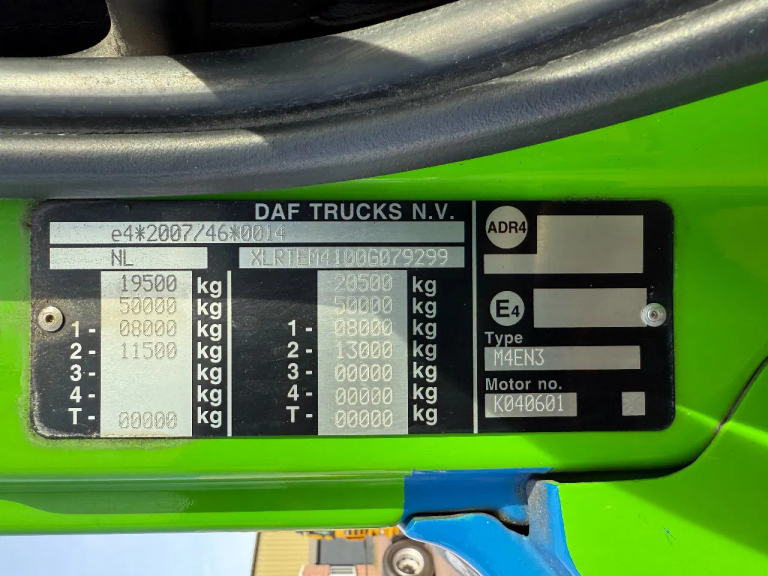 DAF TRUCKS N.V.
e4*2007/46*0014
NL XLRTEM4100G079299
19500 kg 20500 kg
50000 kg 50000 kg
1- 08000 kg 1- 08000 kg
2- 11500 kg 2- 13000 kg
3- kg 3- 00000 kg
4- kg 4- 00000 kg
T- 00000 kg T- 00000 kg
ADR4
E4
Type
M4EN3
Motor no.
K040601